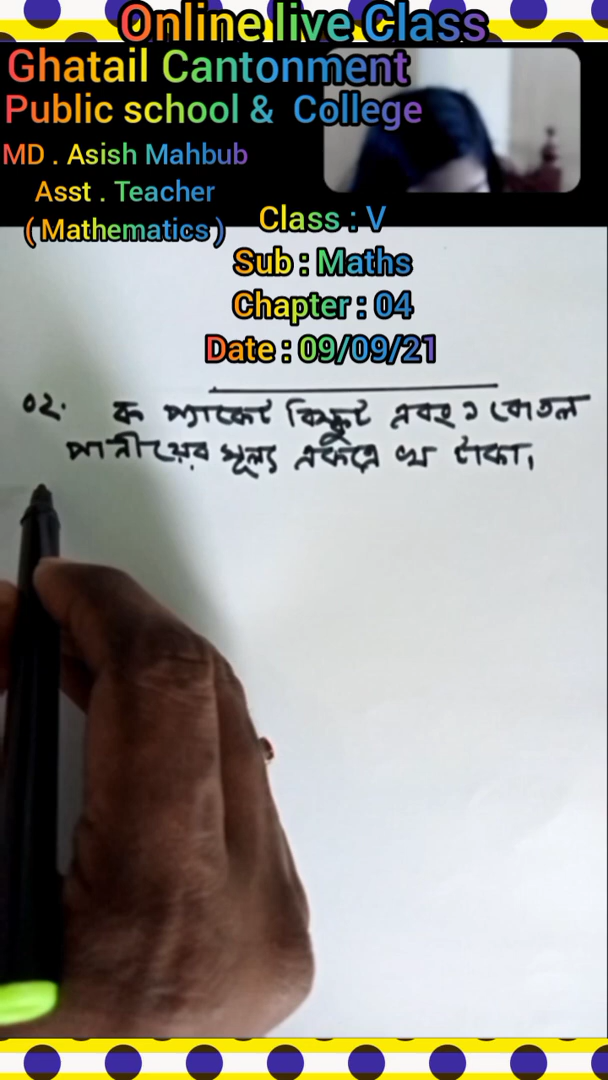 Online live Class
Ghatail Cantonment
Public school & College
MD . Asish Mahbub
Asst . Teacher
( Mathematics )
Class : V
Sub : Maths
Chapter : 04
Date : 09/09/21
০২. ক প্যাকেট বিস্কুট এবং ১ বোতল
পানীয়ের মূল্য একত্রে খ টাকা,